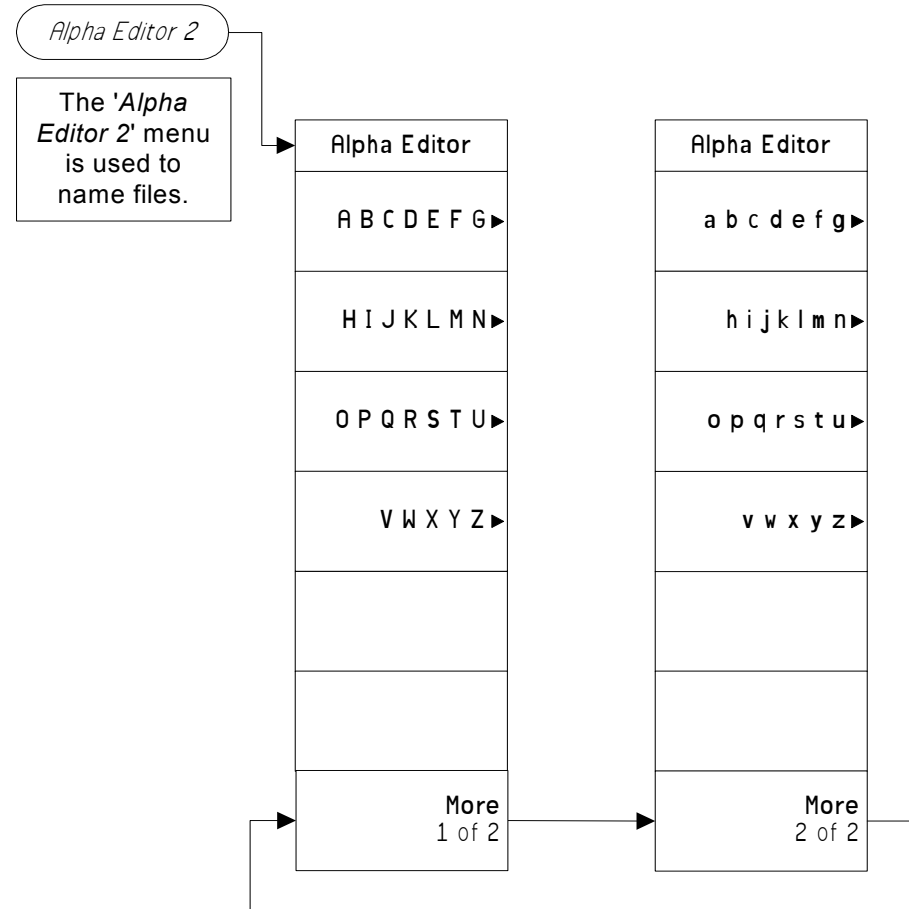 Alpha Editor 2
The 'Alpha
Editor 2' menu
is used to
name files.
Alpha Editor
A B C D E F G
H I J K L M N
O P Q R S T U
V W X Y Z
More
1 of 2
Alpha Editor
a b c d e f g
h i j k l m n
o p q r s t u
v w x y z
More
2 of 2